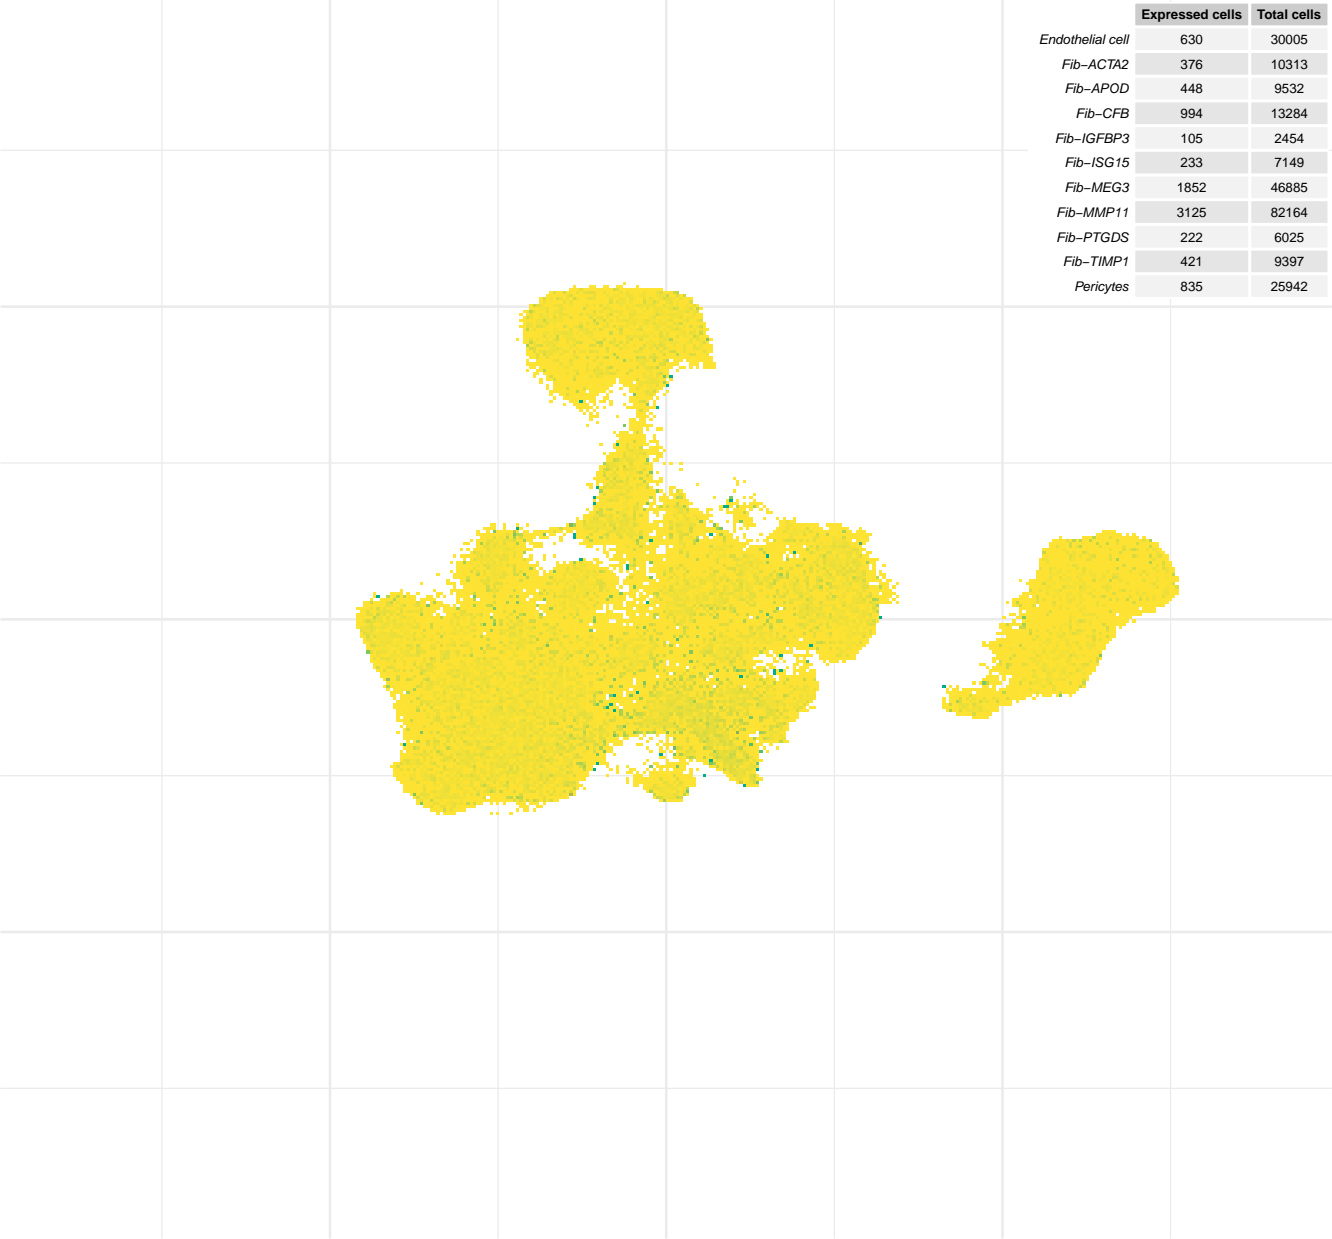 Expressed cells Total cells
Endothelial cell 630 30005
Fib−ACTA2 376 10313
Fib−APOD 448 9532
Fib−CFB 994 13284
Fib−IGFBP3 105 2454
Fib−ISG15 233 7149
Fib−MEG3 1852 46885
Fib−MMP11 3125 82164
Fib−PTGDS 222 6025
Fib−TIMP1 421 9397
Pericytes 835 25942